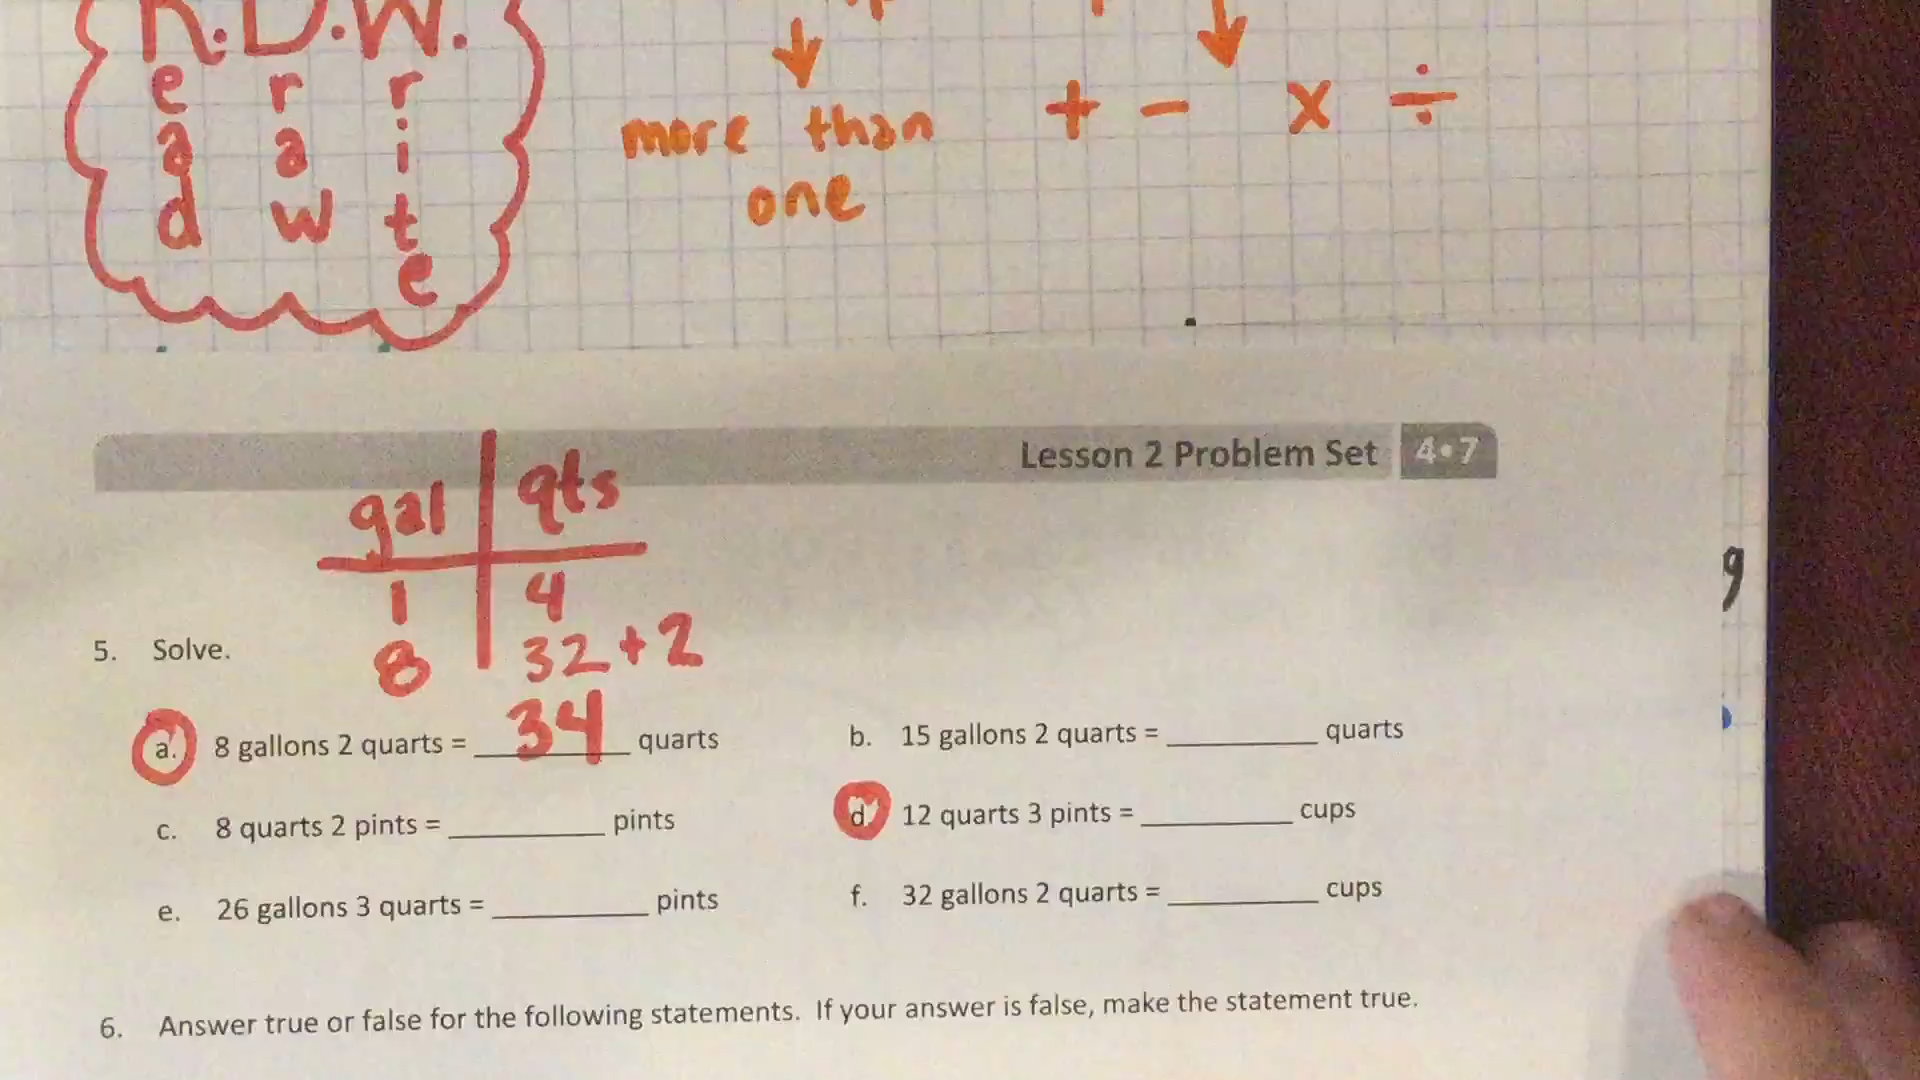 R.D.W.
ead
raw
rite
more than
one
+ - x ÷
Lesson 2 Problem Set 4•7
gal qts
1 4
8 32+2
5. Solve.
a. 8 gallons 2 quarts = 34 quarts
b. 15 gallons 2 quarts = ________ quarts
c. 8 quarts 2 pints = ________ pints
d. 12 quarts 3 pints = ________ cups
e. 26 gallons 3 quarts = ________ pints
f. 32 gallons 2 quarts = ________ cups
6. Answer true or false for the following statements. If your answer is false, make the statement true.